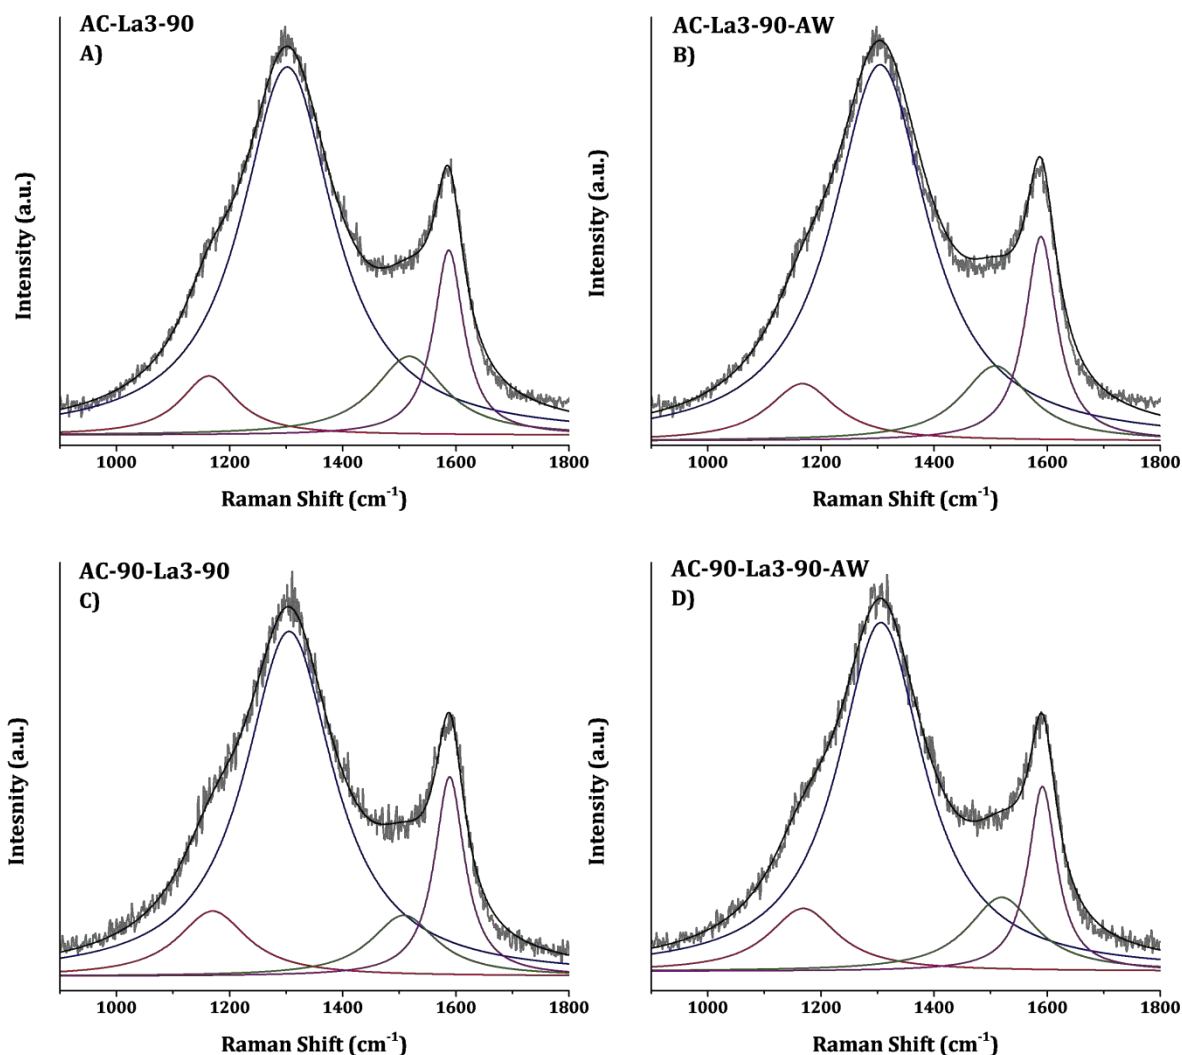 AC-La3-90
A)
Intensity (a.u.)
1000 1200 1400 1600 1800
Raman Shift (cm⁻¹)
AC-La3-90-AW
B)
Intensity (a.u.)
1000 1200 1400 1600 1800
Raman Shift (cm⁻¹)
AC-90-La3-90
C)
Intesnity (a.u.)
1000 1200 1400 1600 1800
Raman Shift (cm⁻¹)
AC-90-La3-90-AW
D)
Intensity (a.u.)
1000 1200 1400 1600 1800
Raman Shift (cm⁻¹)